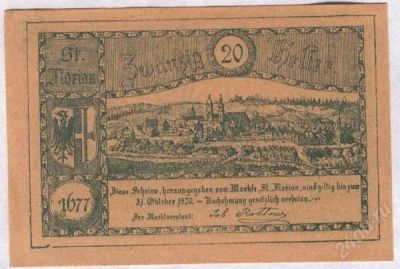 St. Florian
Zwanzig 20 Heller
1677
Diese Scheine, herausgegeben vom Markte St. Florian, sind giltig bis zum
31. Oktober 1920. — Nachahmung gesetzlich verboten.
Der Marktvorstand: